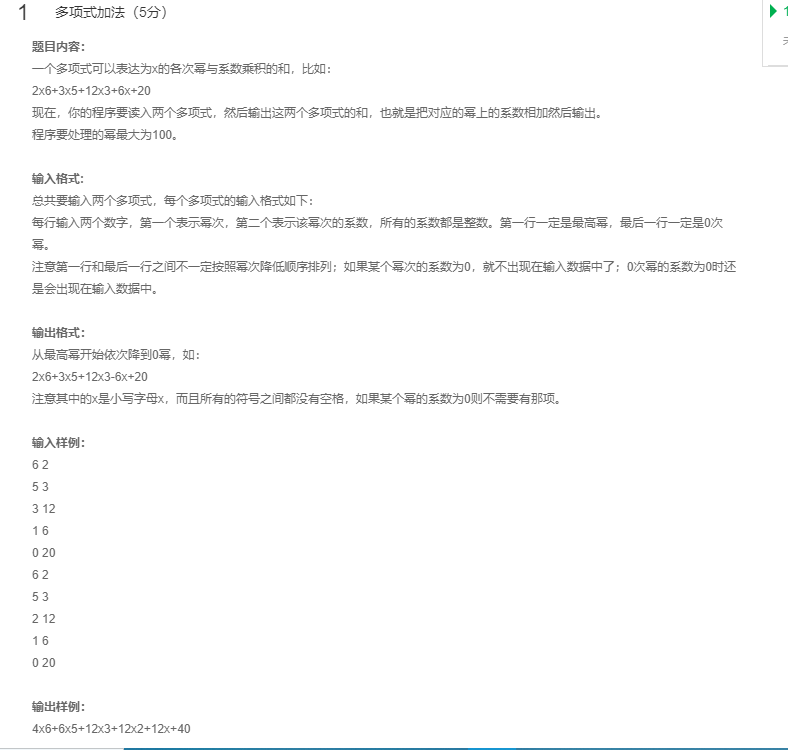 1 多项式加法（5分）
题目内容：
一个多项式可以表达为x的各次幂与系数乘积的和，比如：
2x6+3x5+12x3+6x+20
现在，你的程序要读入两个多项式，然后输出这两个多项式的和，也就是把对应的幂上的系数相加然后输出。
程序要处理的幂最大为100。
输入格式:
总共要输入两个多项式，每个多项式的输入格式如下：
每行输入两个数字，第一个表示幂次，第二个表示该幂次的系数，所有的系数都是整数。第一行一定是最高幂，最后一行一定是0次
幂。
注意第一行和最后一行之间不一定按照幂次降低顺序排列；如果某个幂次的系数为0，就不出现在输入数据中了；0次幂的系数为0时还
是会出现在输入数据中。
输出格式：
从最高幂开始依次降到0幂，如：
2x6+3x5+12x3-6x+20
注意其中的x是小写字母x，而且所有的符号之间都没有空格，如果某个幂的系数为0则不需要有那项。
输入样例：
6 2
5 3
3 12
1 6
0 20
6 2
5 3
2 12
1 6
0 20
输出样例：
4x6+6x5+12x3+12x2+12x+40